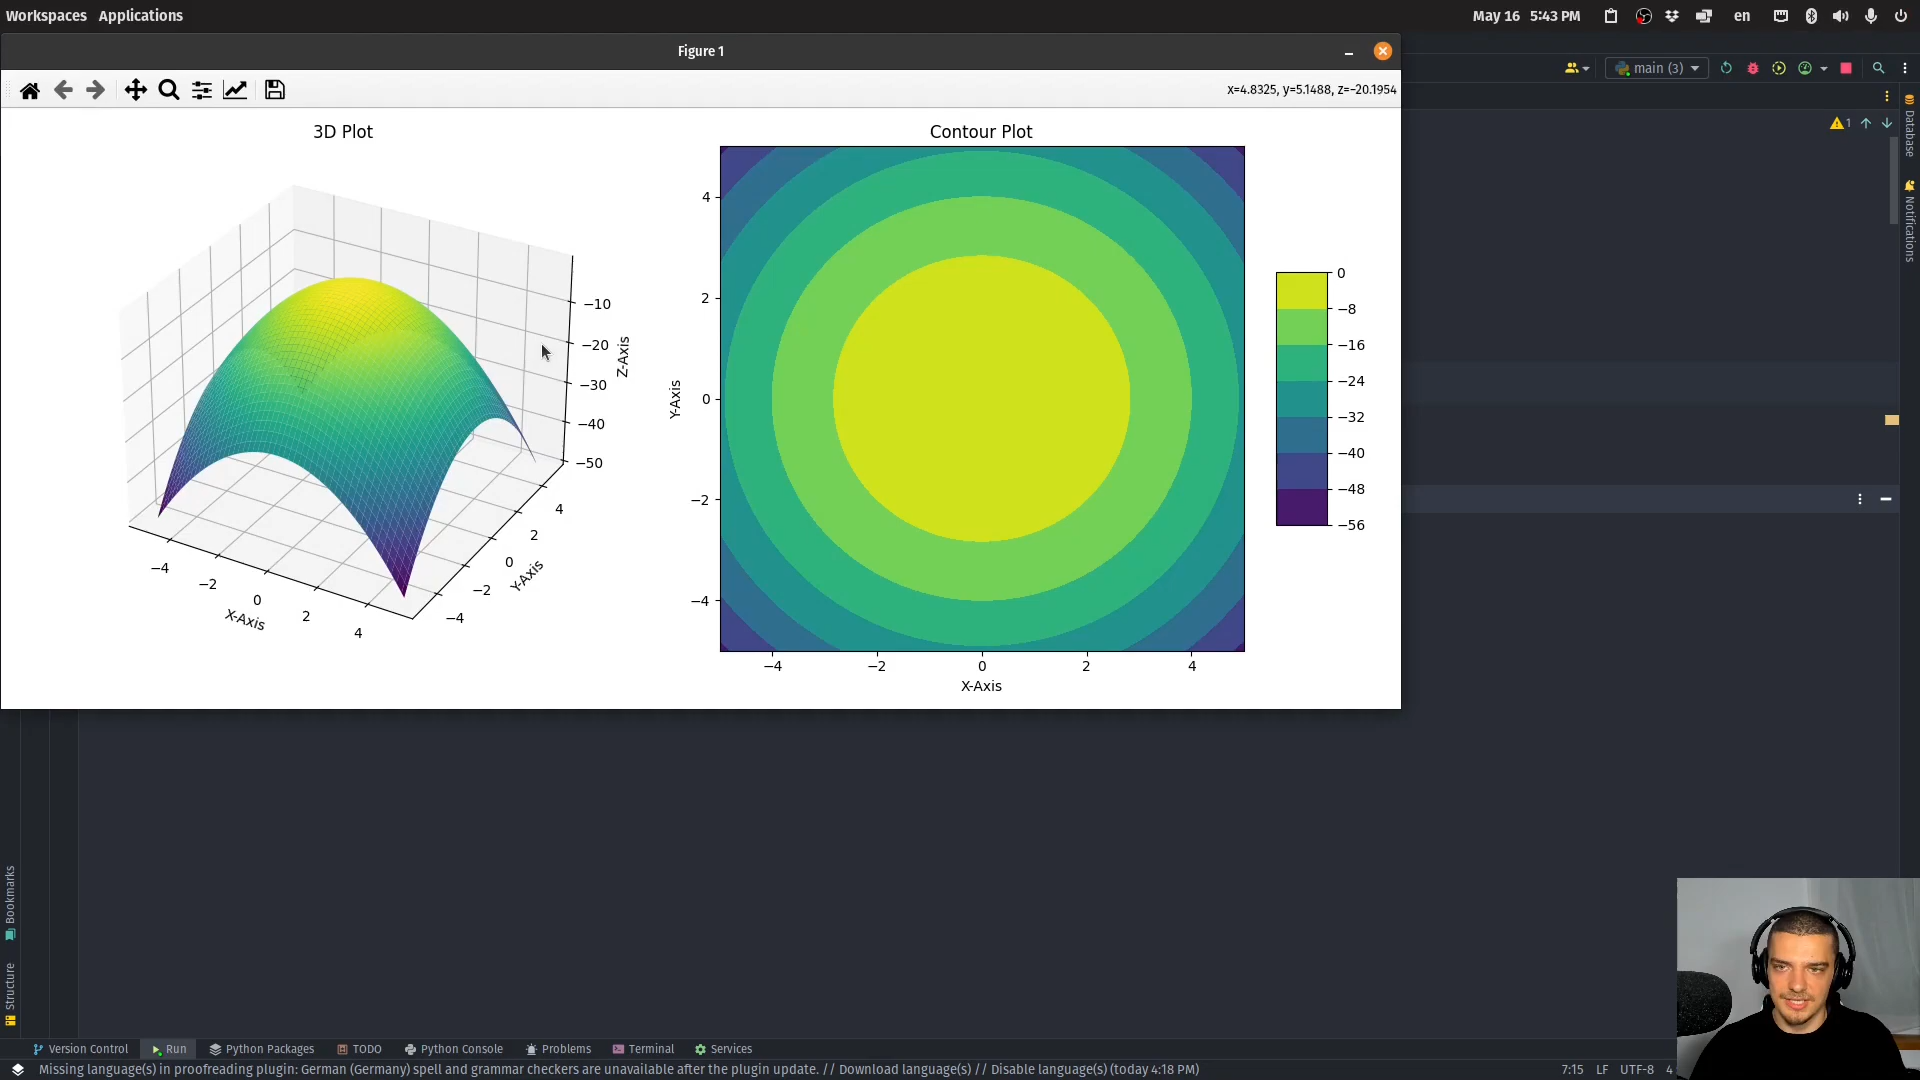 Workspaces Applications May 16 5:43 PM en
Figure 1
main (3)
x=4.8325, y=5.1488, z=−20.1954
1
Database
Notifications
3D Plot
−10
−20
−30
−40
−50
Z-Axis
4
2
0
−2
−4
Y-Axis
−4
−2
0
2
4
X-Axis
Contour Plot
4
2
0
−2
−4
Y-Axis
−4 −2 0 2 4
X-Axis
0
−8
−16
−24
−32
−40
−48
−56
Bookmarks
Structure
Version Control Run Python Packages TODO Python Console Problems Terminal Services
Missing language(s) in proofreading plugin: German (Germany) spell and grammar checkers are unavailable after the plugin update. // Download language(s) // Disable language(s) (today 4:18 PM) 7:15 LF UTF-8 4